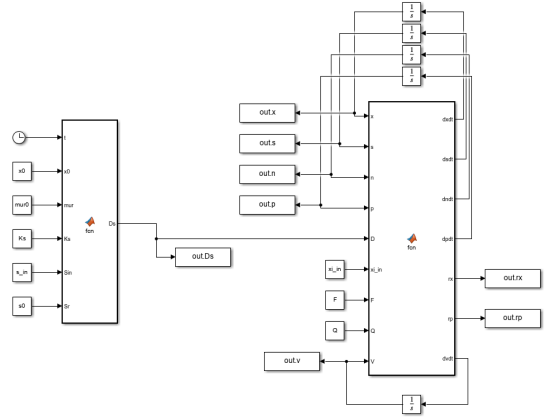 1
s
1
s
1
s
1
s
out.x
out.s
out.n
out.p
x
s
n
p
D
xi_in
F
Q
V
fcn
dxdt
dsdt
dndt
dpdt
rx
rp
dvdt
t
x0
mur
Ks
Sin
Sr
fcn
Ds
x0
mur0
Ks
s_in
s0
out.Ds
xi_in
F
Q
out.v
out.rx
out.rp
1
s